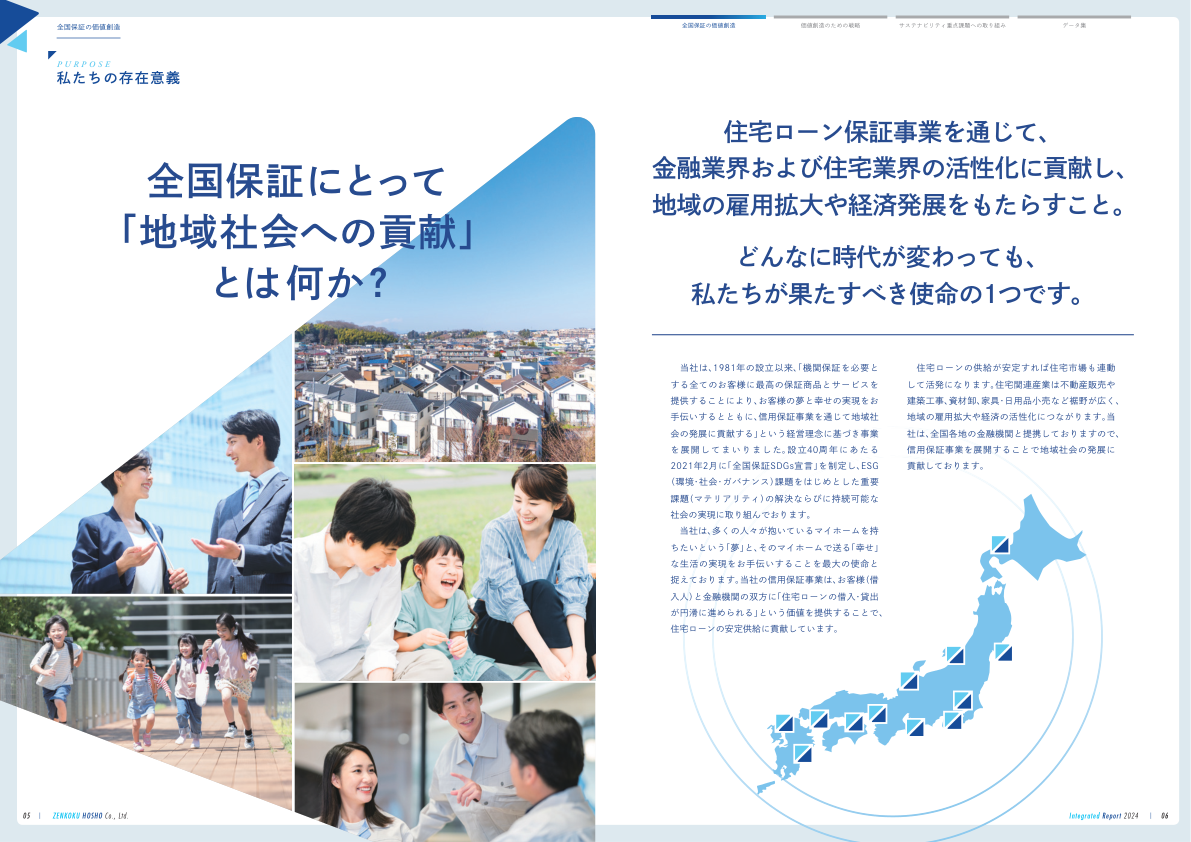 全国保証の価値創造
PURPOSE
私たちの存在意義
全国保証の価値創造
価値創造のための戦略
サステナビリティ重点課題への取り組み
データ集
全国保証にとって
「地域社会への貢献」
とは何か？
住宅ローン保証事業を通じて、
金融業界および住宅業界の活性化に貢献し、
地域の雇用拡大や経済発展をもたらすこと。
どんなに時代が変わっても、
私たちが果たすべき使命の1つです。
当社は、1981年の設立以来、「機関保証を必要と
する全てのお客様に最高の保証商品とサービスを
提供することにより、お客様の夢と幸せの実現をお
手伝いするとともに、信用保証事業を通じて地域社
会の発展に貢献する」という経営理念に基づき事業
を展開してまいりました。設立40周年にあたる
2021年2月に「全国保証SDGs宣言」を制定し、ESG
（環境・社会・ガバナンス）課題をはじめとした重要
課題（マテリアリティ）の解決ならびに持続可能な
社会の実現に取り組んでおります。
当社は、多くの人々が抱いているマイホームを持
ちたいという「夢」と、そのマイホームで送る「幸せ」
な生活の実現をお手伝いすることを最大の使命と
捉えております。当社の信用保証事業は、お客様（借
入人）と金融機関の双方に「住宅ローンの借入・貸出
が円滑に進められる」という価値を提供することで、
住宅ローンの安定供給に貢献しています。
住宅ローンの供給が安定すれば住宅市場も連動
して活発になります。住宅関連産業は不動産販売や
建築工事、資材卸、家具・日用品小売など裾野が広く、
地域の雇用拡大や経済の活性化につながります。当
社は、全国各地の金融機関と提携しておりますので、
信用保証事業を展開することで地域社会の発展に
貢献しております。
05 | ZENKOKU HOSHO Co., Ltd.
Integrated Report 2024 | 06